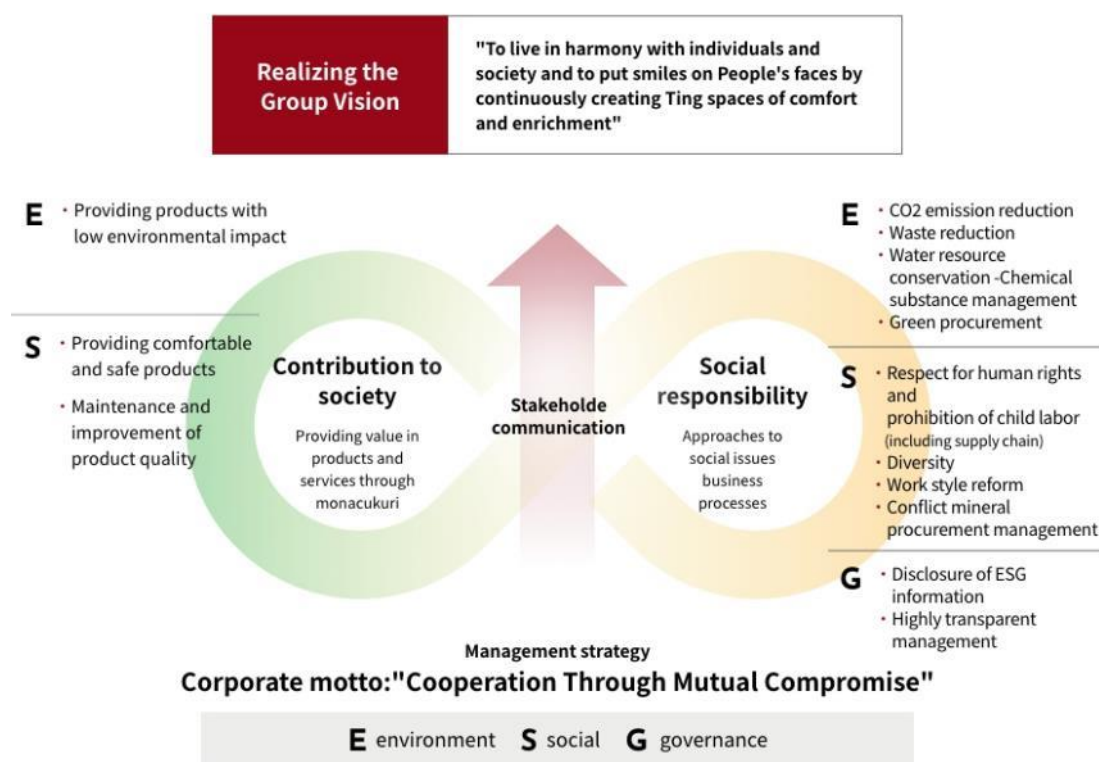 Realizing the
Group Vision
"To live in harmony with individuals and
society and to put smiles on People's faces by
continuously creating Ting spaces of comfort
and enrichment"
E
· Providing products with
low environmental impact
S
· Providing comfortable
and safe products
· Maintenance and
improvement of
product quality
Contribution to
society
Providing value in
products and
services through
monacukuri
Stakeholde
communication
Social
responsibility
Approaches to
social issues
business
processes
E
· CO2 emission reduction
· Waste reduction
· Water resource
conservation -Chemical
substance management
· Green procurement
S
· Respect for human rights
and
prohibition of child labor
(including supply chain)
· Diversity
· Work style reform
· Conflict mineral
procurement management
G
· Disclosure of ESG
information
· Highly transparent
management
Management strategy
Corporate motto:"Cooperation Through Mutual Compromise"
E environment S social G governance